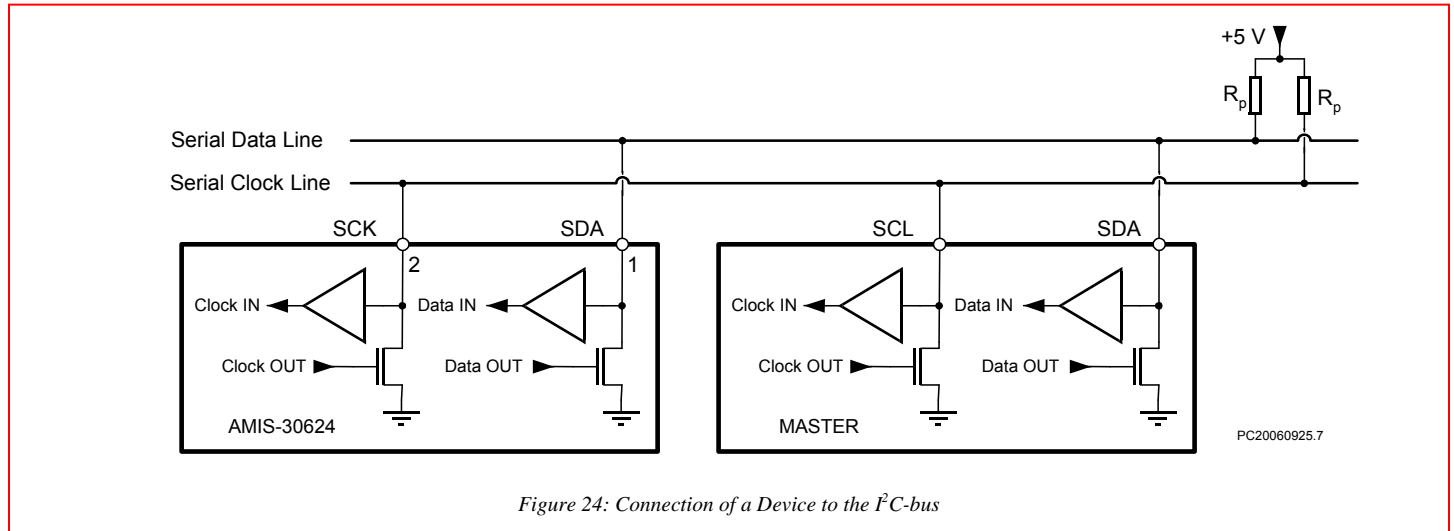 +5 V
Rp Rp
Serial Data Line
Serial Clock Line
SCK SDA SCL SDA
2 1
Clock IN Data IN Clock IN Data IN
Clock OUT Data OUT Clock OUT Data OUT
AMIS-30624 MASTER
PC20060925.7
Figure 24: Connection of a Device to the I²C-bus